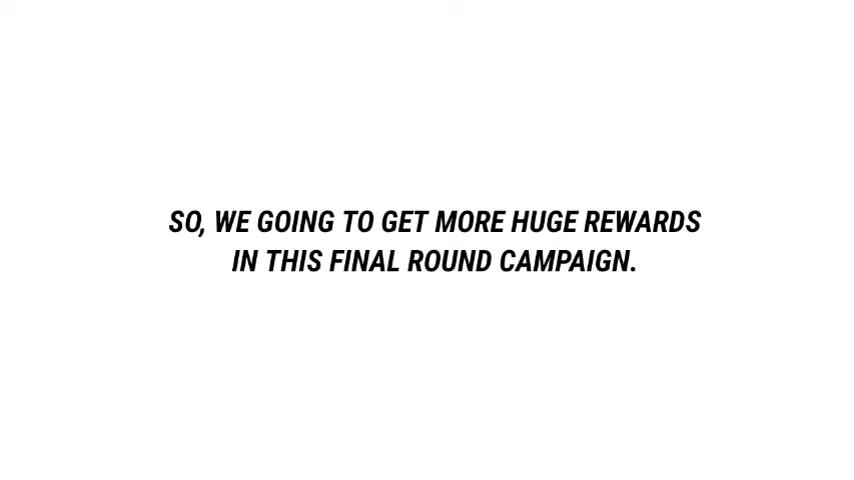 SO, WE GOING TO GET MORE HUGE REWARDS
IN THIS FINAL ROUND CAMPAIGN.